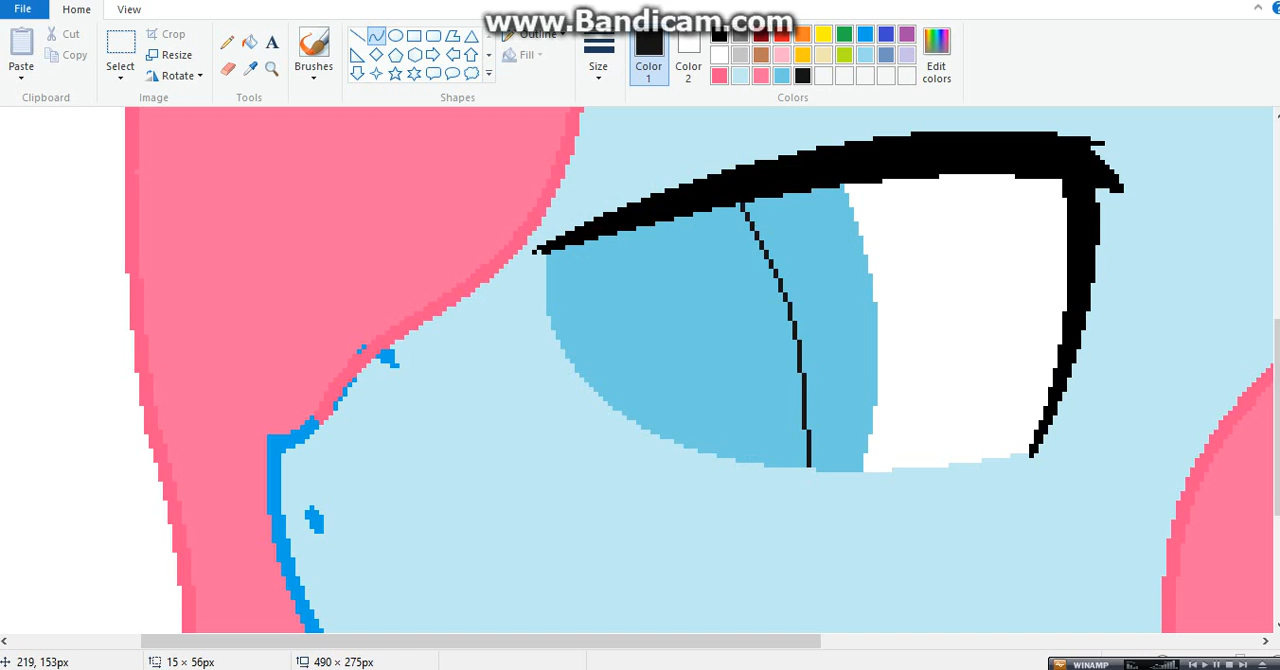 www.Bandicam.com
File
Home
View
Paste
Cut
Copy
Clipboard
Select
Crop
Resize
Rotate
Image
Tools
Brushes
Shapes
Outline
Fill
Size
Color 1
Color 2
Edit colors
Colors
219, 153px
15 × 56px
490 × 275px
WINAMP